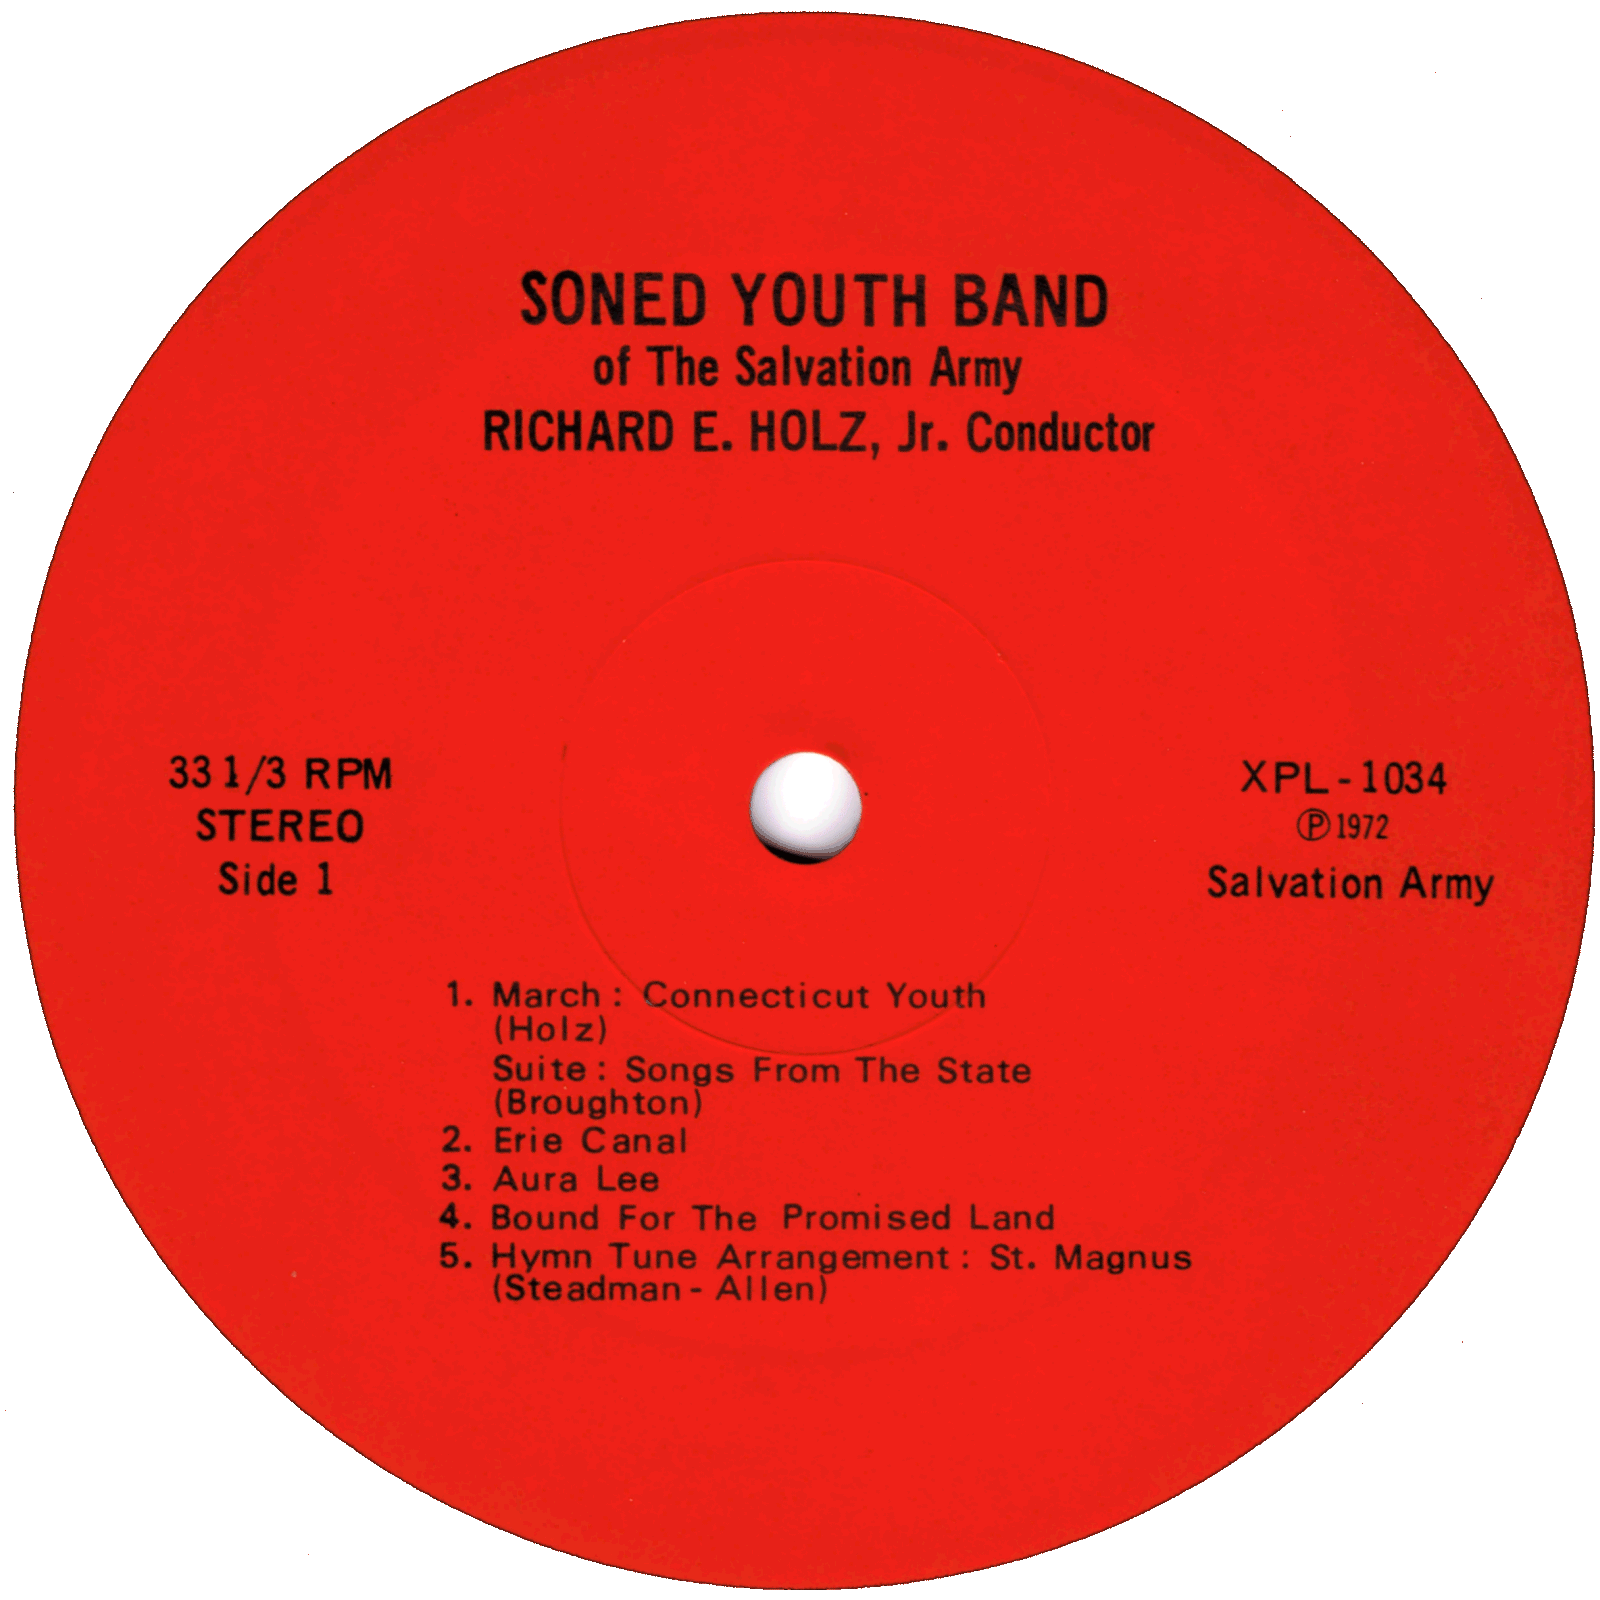 SONED YOUTH BAND
of The Salvation Army
RICHARD E. HOLZ, Jr. Conductor
33 1/3 RPM
STEREO
Side 1
XPL-1034
Ⓟ 1972
Salvation Army
1. March: Connecticut Youth
(Holz)
Suite: Songs From The State
(Broughton)
2. Erie Canal
3. Aura Lee
4. Bound For The Promised Land
5. Hymn Tune Arrangement: St. Magnus
(Steadman-Allen)